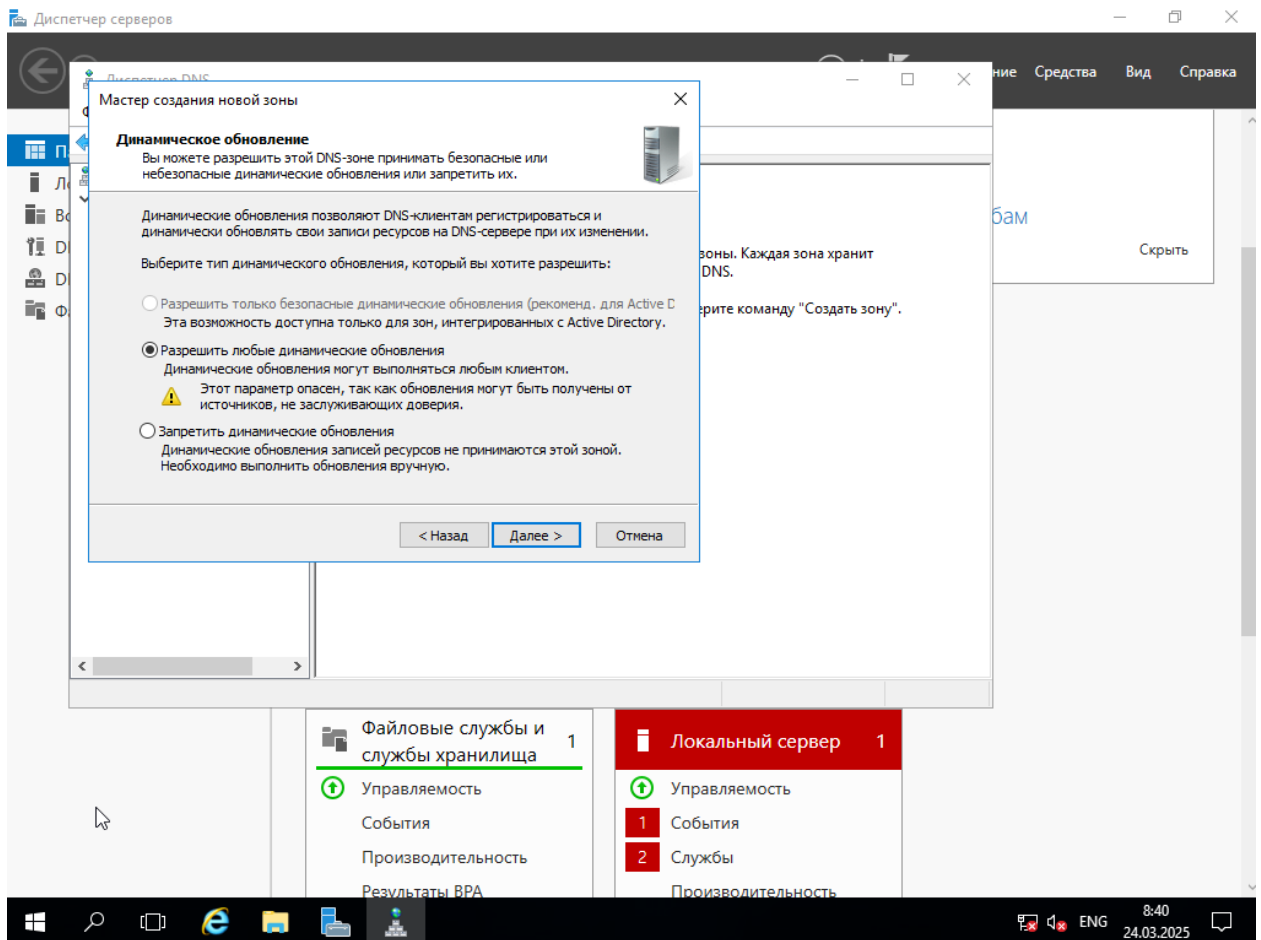 Диспетчер серверов
Диспетчер DNS
ние Средства Вид Справка
Мастер создания новой зоны
Динамическое обновление
Вы можете разрешить этой DNS-зоне принимать безопасные или
небезопасные динамические обновления или запретить их.
Динамические обновления позволяют DNS-клиентам регистрироваться и
динамически обновлять свои записи ресурсов на DNS-сервере при их изменении.
Выберите тип динамического обновления, который вы хотите разрешить:
Разрешить только безопасные динамические обновления (рекоменд. для Active D
Эта возможность доступна только для зон, интегрированных с Active Directory.
Разрешить любые динамические обновления
Динамические обновления могут выполняться любым клиентом.
Этот параметр опасен, так как обновления могут быть получены от
источников, не заслуживающих доверия.
Запретить динамические обновления
Динамические обновления записей ресурсов не принимаются этой зоной.
Необходимо выполнить обновления вручную.
< Назад Далее > Отмена
зоны. Каждая зона хранит
DNS.
ерите команду "Создать зону".
бам
Скрыть
Файловые службы и
службы хранилища
1
Управляемость
События
Производительность
Результаты BPA
Локальный сервер 1
Управляемость
1 События
2 Службы
Производительность
ENG
8:40
24.03.2025